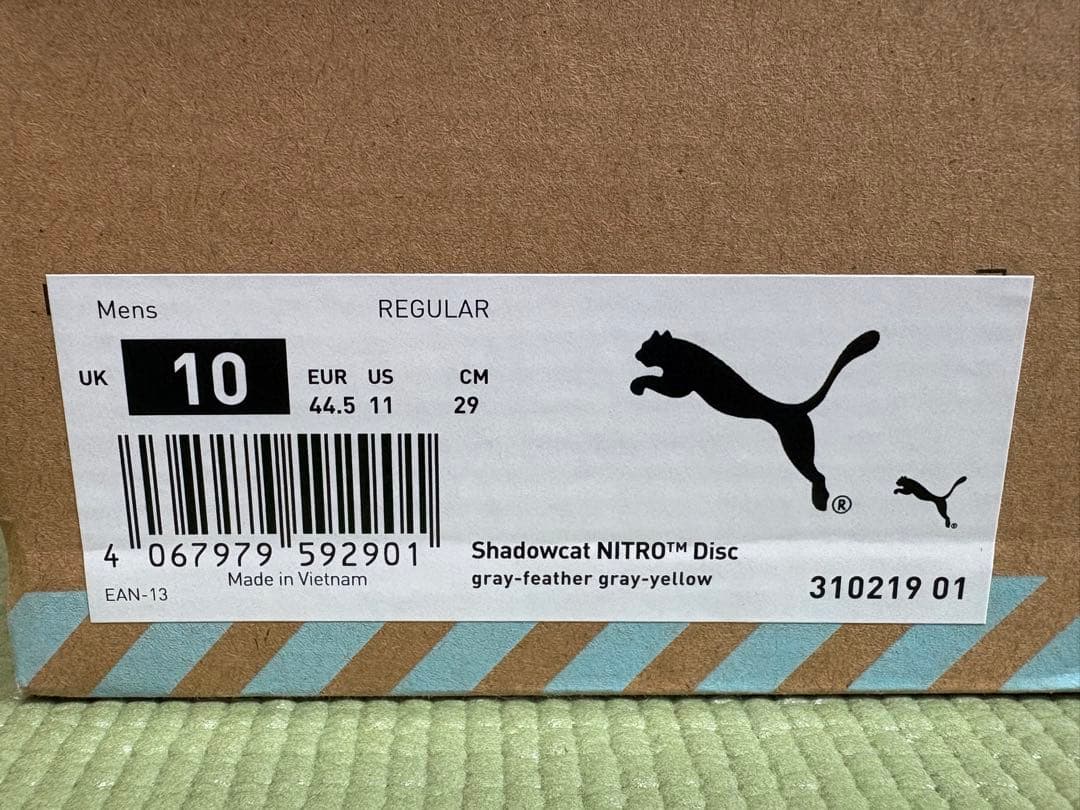 Mens REGULAR
UK 10 EUR US CM
44.5 11 29
®
®
4 067979 592901
Made in Vietnam
EAN-13
Shadowcat NITRO™ Disc
gray-feather gray-yellow
310219 01